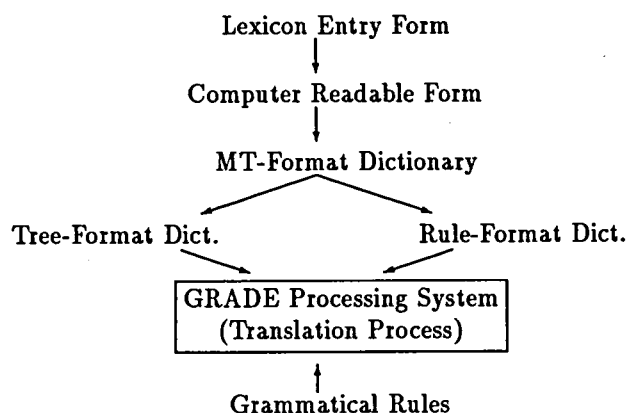 Lexicon Entry Form
Computer Readable Form
MT-Format Dictionary
Tree-Format Dict.
Rule-Format Dict.
GRADE Processing System
(Translation Process)
Grammatical Rules